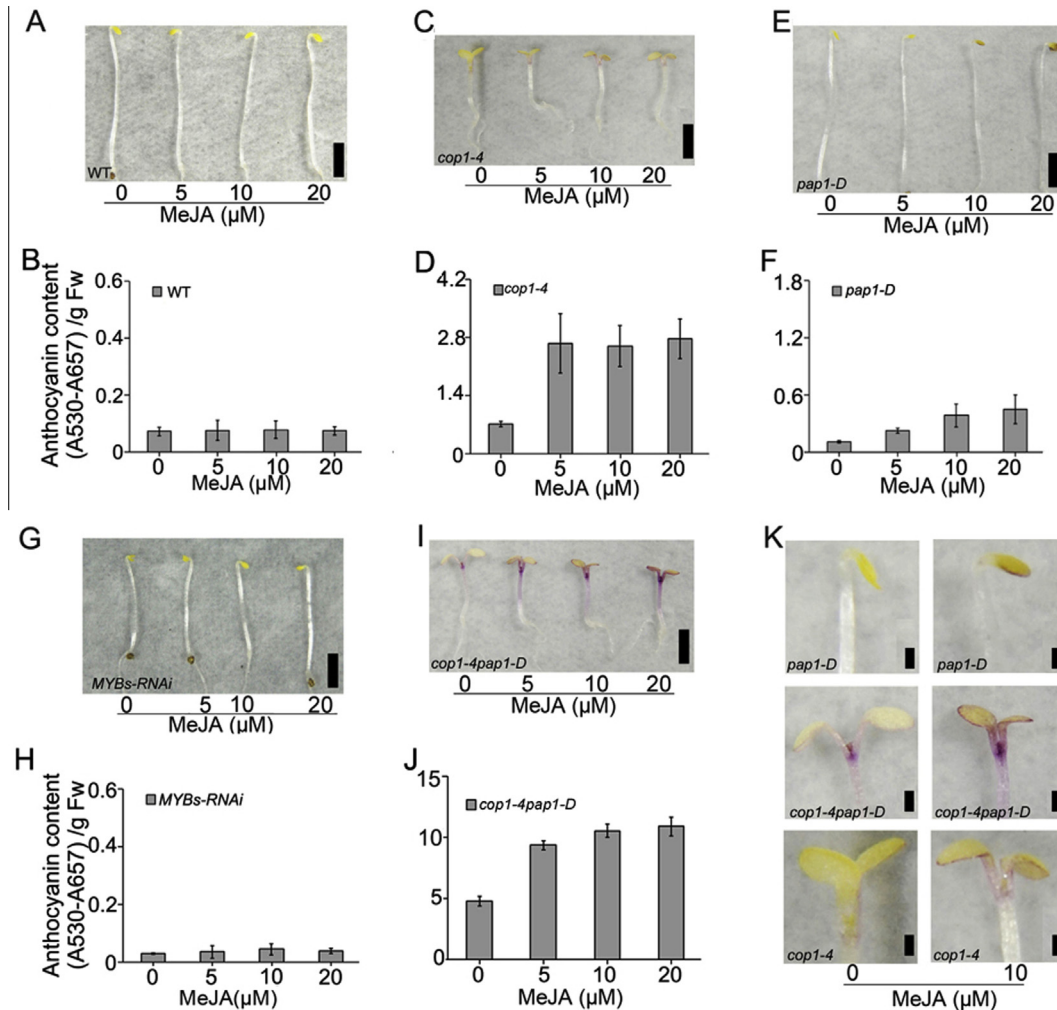 A
WT
0 5 10 20
MeJA (µM)
C
cop1-4
0 5 10 20
MeJA (µM)
E
pap1-D
0 5 10 20
MeJA (µM)
B
Anthocyanin content
(A530-A657) /g Fw
0.6
0.4
0.2
0
WT
0 5 10 20
MeJA (µM)
D
4.2
2.8
1.4
0
cop1-4
0 5 10 20
MeJA (µM)
F
1.8
1.2
0.6
0
pap1-D
0 5 10 20
MeJA (µM)
G
MYBs-RNAi
0 5 10 20
MeJA (µM)
I
cop1-4pap1-D
0 5 10 20
MeJA (µM)
H
Anthocyanin content
(A530-A657) /g Fw
0.6
0.4
0.2
0
MYBs-RNAi
0 5 10 20
MeJA(µM)
J
15
10
5
0
cop1-4pap1-D
0 5 10 20
MeJA (µM)
K
pap1-D
pap1-D
cop1-4pap1-D
cop1-4pap1-D
cop1-4
cop1-4
0 10
MeJA (µM)